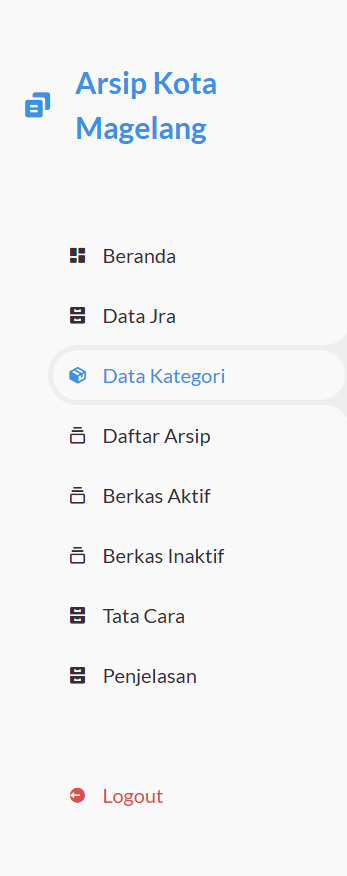 Arsip Kota
Magelang
Beranda
Data Jra
Data Kategori
Daftar Arsip
Berkas Aktif
Berkas Inaktif
Tata Cara
Penjelasan
Logout